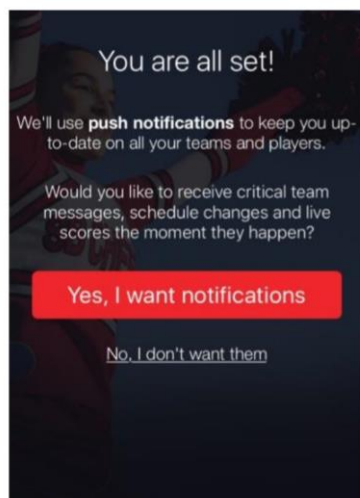 You are all set!
We'll use push notifications to keep you up-
to-date on all your teams and players.
Would you like to receive critical team
messages, schedule changes and live
scores the moment they happen?
Yes, I want notifications
No, I don't want them